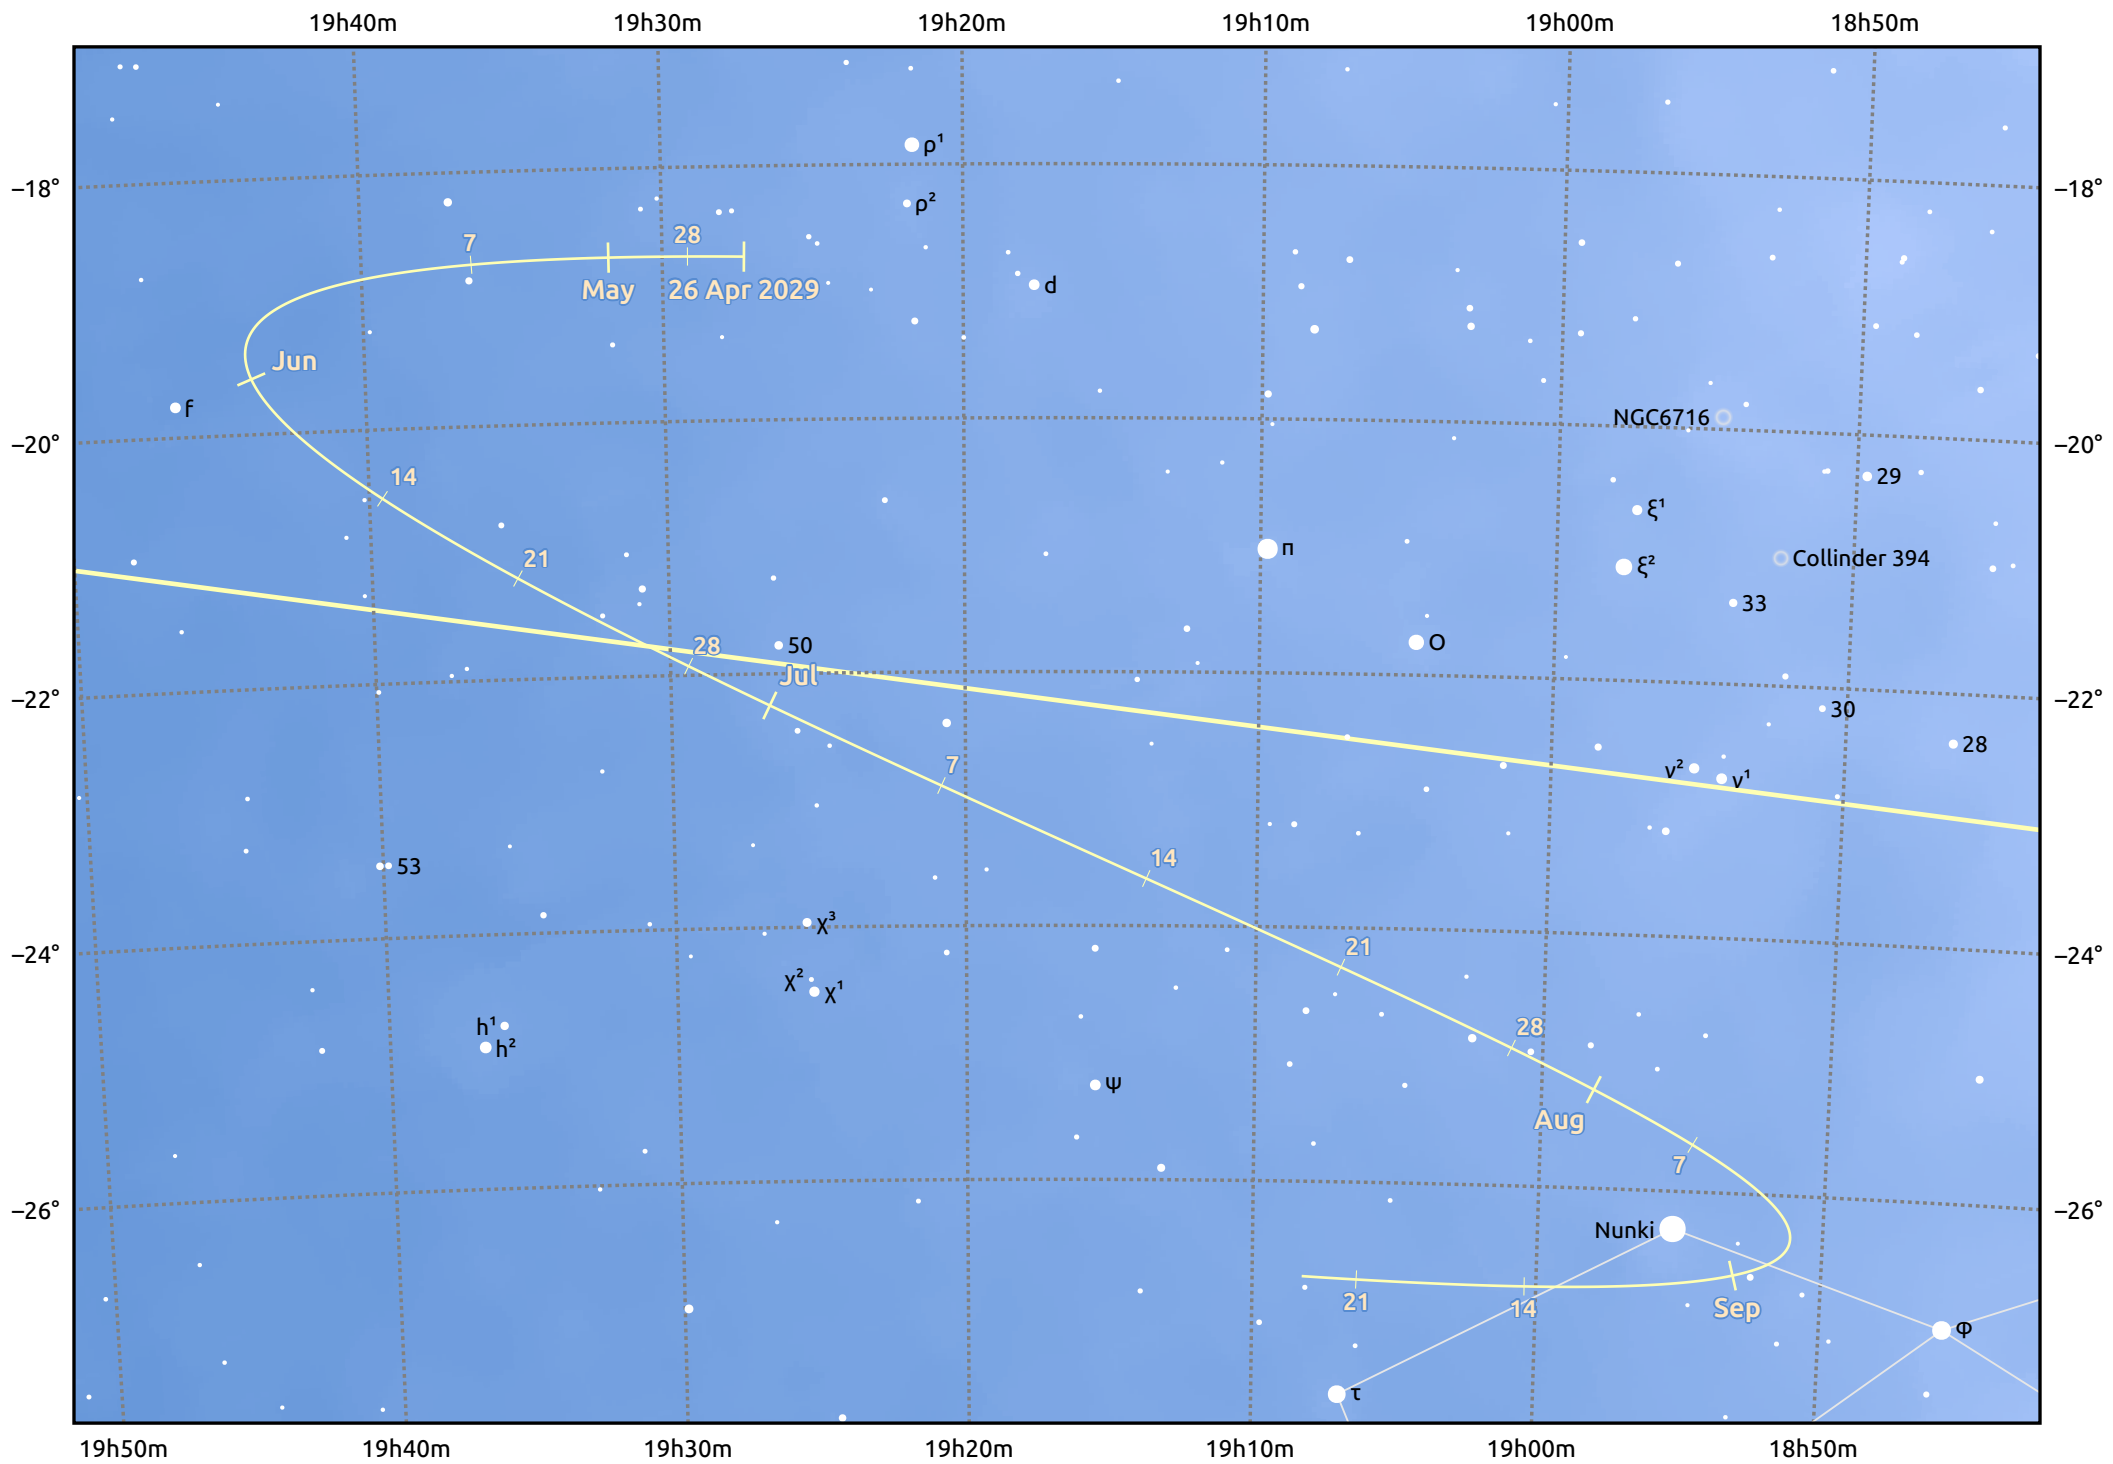 19h40m 19h30m 19h20m 19h10m 19h00m 18h50m
ρ¹
−18° −18°
ρ²
7 28
d
May 26 Apr 2029
Jun
f
NGC6716
−20° −20°
14 29
ξ¹
π
21 Collinder 394
ξ²
33
28 50 O
Jul
−22° −22°
30
28
7 ν² ν¹
14
53
χ³
21
−24° −24°
χ² χ¹
h¹ 28
h²
ψ
Aug
7
−26° −26°
Nunki
21 14 Sep
φ
τ
19h50m 19h40m 19h30m 19h20m 19h10m 19h00m 18h50m